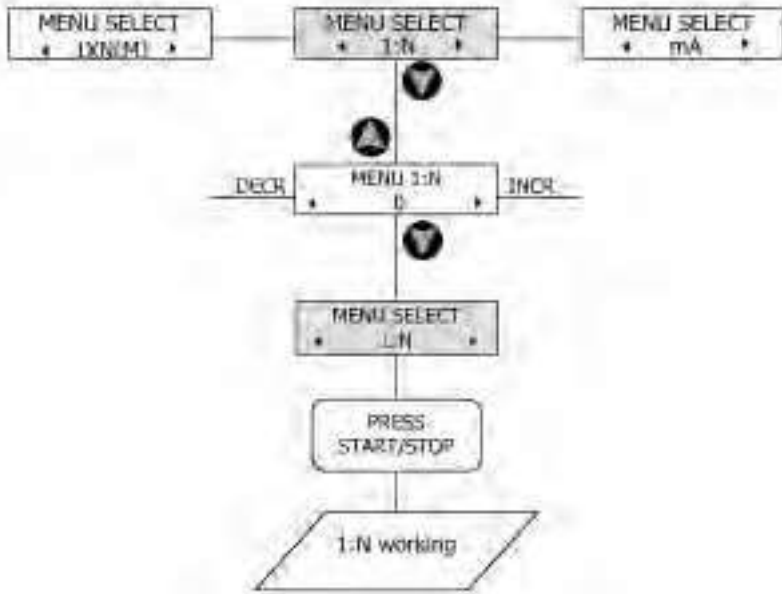 MENU SELECT
1XN(M)
MENU SELECT
1:N
MENU SELECT
mA
DECR
MENU 1:N
0
INCR
MENU SELECT
1:N
PRESS
START/STOP
1:N working